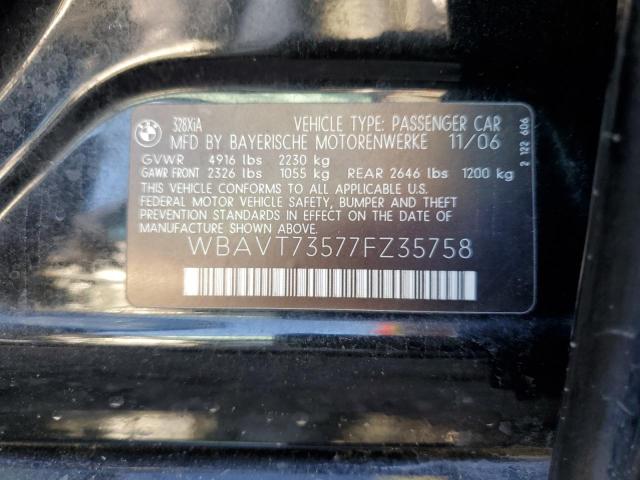 BMW
328XiA VEHICLE TYPE: PASSENGER CAR
MFD BY BAYERISCHE MOTORENWERKE 11/06
GVWR 4916 lbs 2230 kg
GAWR FRONT 2326 lbs 1055 kg REAR 2646 lbs 1200 kg
THIS VEHICLE CONFORMS TO ALL APPLICABLE U.S.
FEDERAL MOTOR VEHICLE SAFETY, BUMPER AND THEFT
PREVENTION STANDARDS IN EFFECT ON THE DATE OF
MANUFACTURE SHOWN ABOVE.
WBAVT73577FZ35758
2 122 606